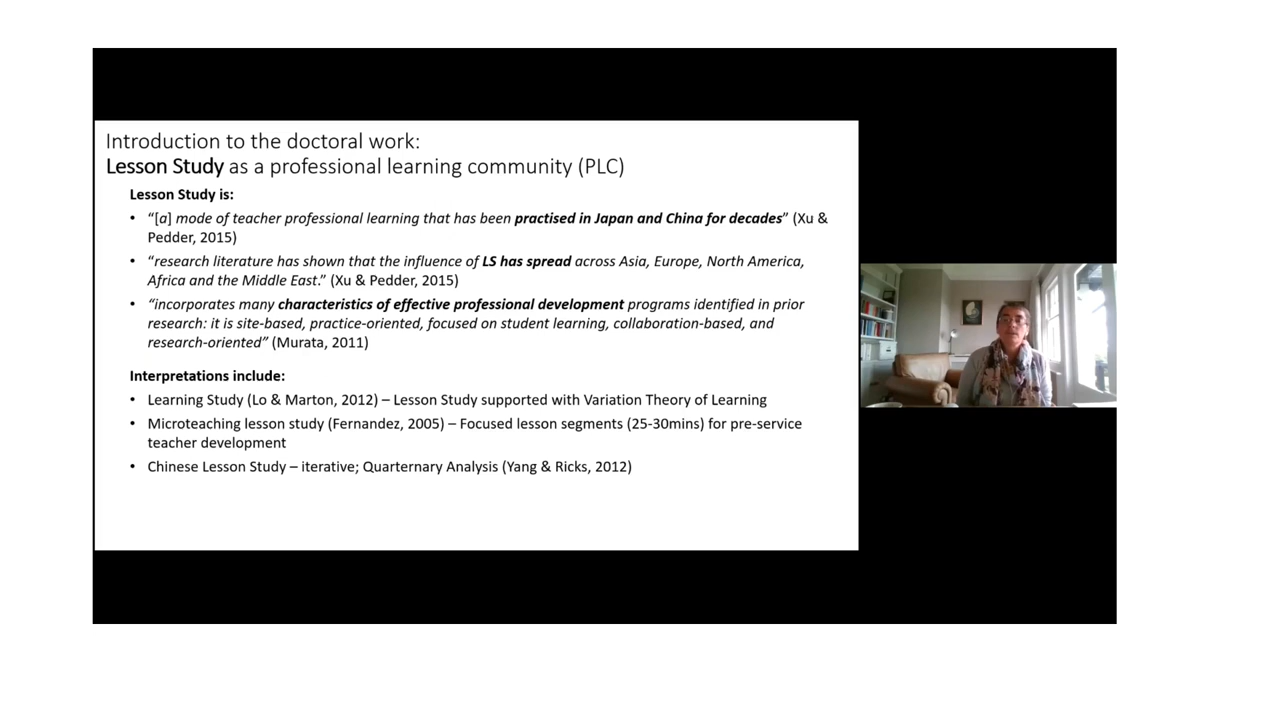 Introduction to the doctoral work:
Lesson Study as a professional learning community (PLC)
Lesson Study is:
• “[a] mode of teacher professional learning that has been practised in Japan and China for decades” (Xu &
Pedder, 2015)
• “research literature has shown that the influence of LS has spread across Asia, Europe, North America,
Africa and the Middle East.” (Xu & Pedder, 2015)
• “incorporates many characteristics of effective professional development programs identified in prior
research: it is site-based, practice-oriented, focused on student learning, collaboration-based, and
research-oriented” (Murata, 2011)
Interpretations include:
• Learning Study (Lo & Marton, 2012) – Lesson Study supported with Variation Theory of Learning
• Microteaching lesson study (Fernandez, 2005) – Focused lesson segments (25-30mins) for pre-service
teacher development
• Chinese Lesson Study – iterative; Quarternary Analysis (Yang & Ricks, 2012)